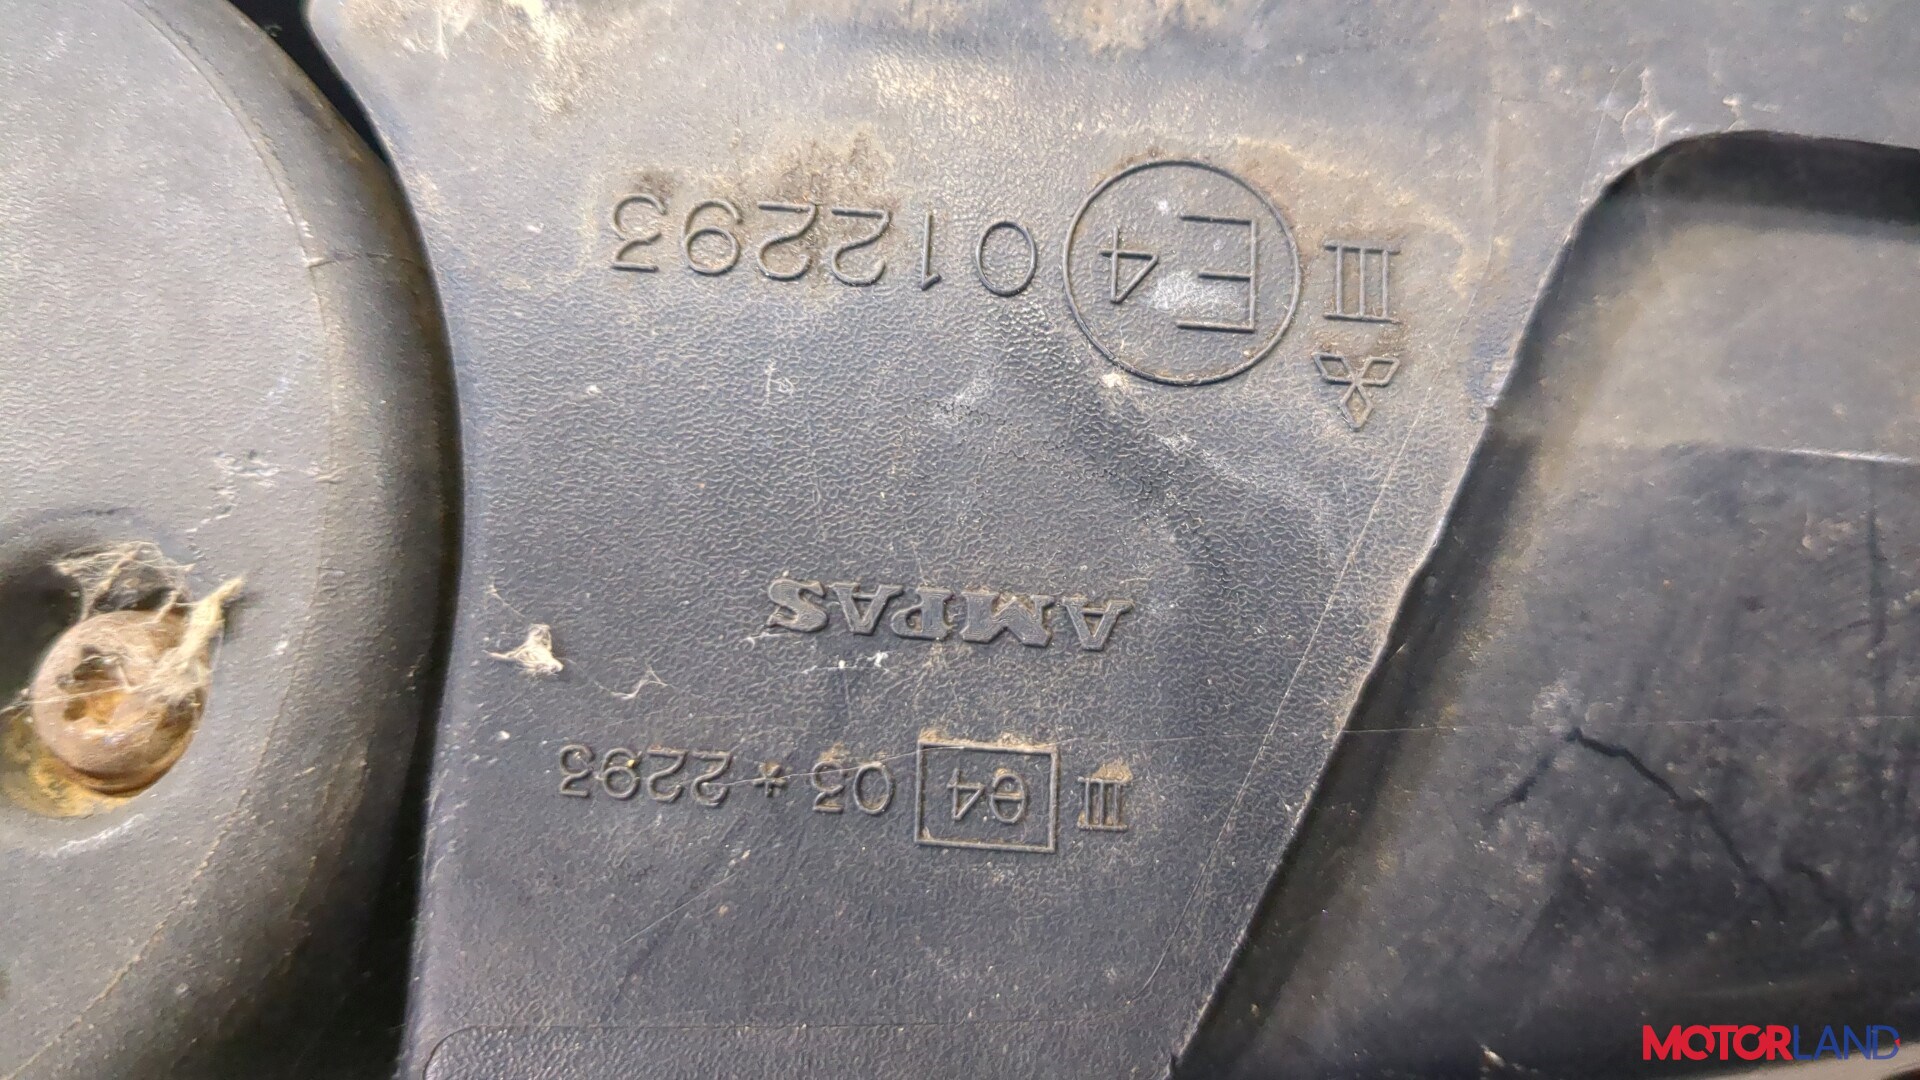 III e4 03*2293
AMPAS
III E4 012293
MOTORLAND